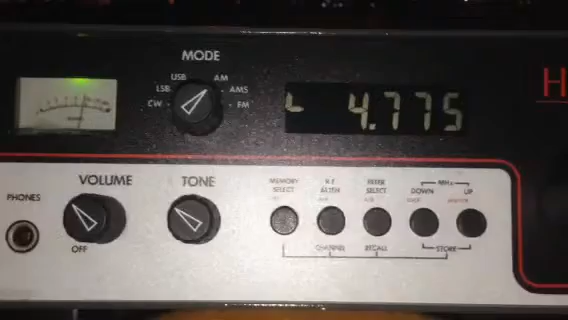 MODE
USB AM
LSB AMS
CW FM
4.775
H
VOLUME TONE
PHONES
OFF
MEMORY SELECT
R.F. ATTEN
FILTER SELECT
MHz
DOWN UP
CHANNEL RECALL
STORE